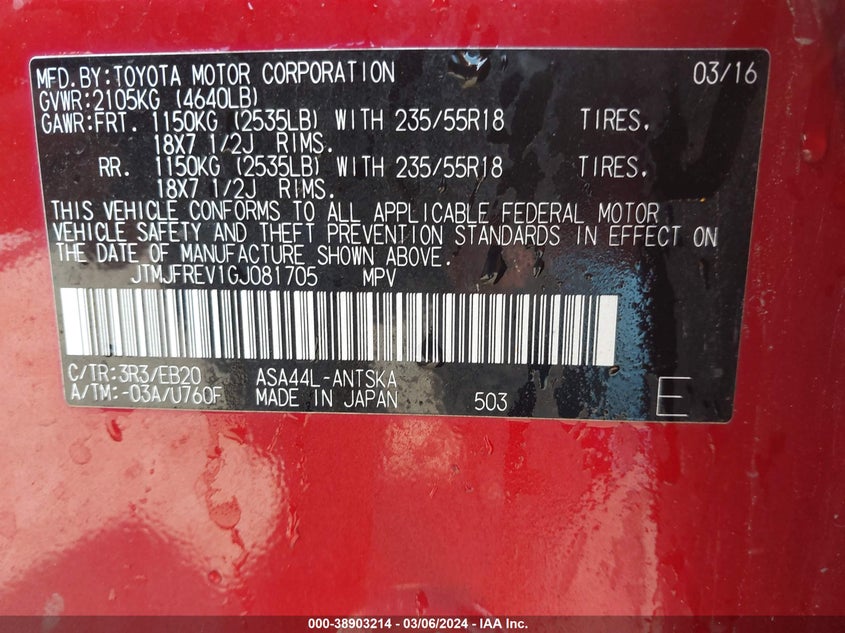 MFD.BY:TOYOTA MOTOR CORPORATION 03/16
GVWR:2105KG (4640LB)
GAWR:FRT. 1150KG (2535LB) WITH 235/55R18 TIRES.
18X7 1/2J RIMS.
RR. 1150KG (2535LB) WITH 235/55R18 TIRES.
18X7 1/2J RIMS.
THIS VEHICLE CONFORMS TO ALL APPLICABLE FEDERAL MOTOR
VEHICLE SAFETY AND THEFT PREVENTION STANDARDS IN EFFECT ON
THE DATE OF MANUFACTURE SHOWN ABOVE.
JTMJFREV1GJ081705 MPV
C/TR:3R3/EB20 ASA44L-ANTSKA
A/TM:-03A/U760F MADE IN JAPAN 503 E
000-38903214 - 03/06/2024 - IAA Inc.